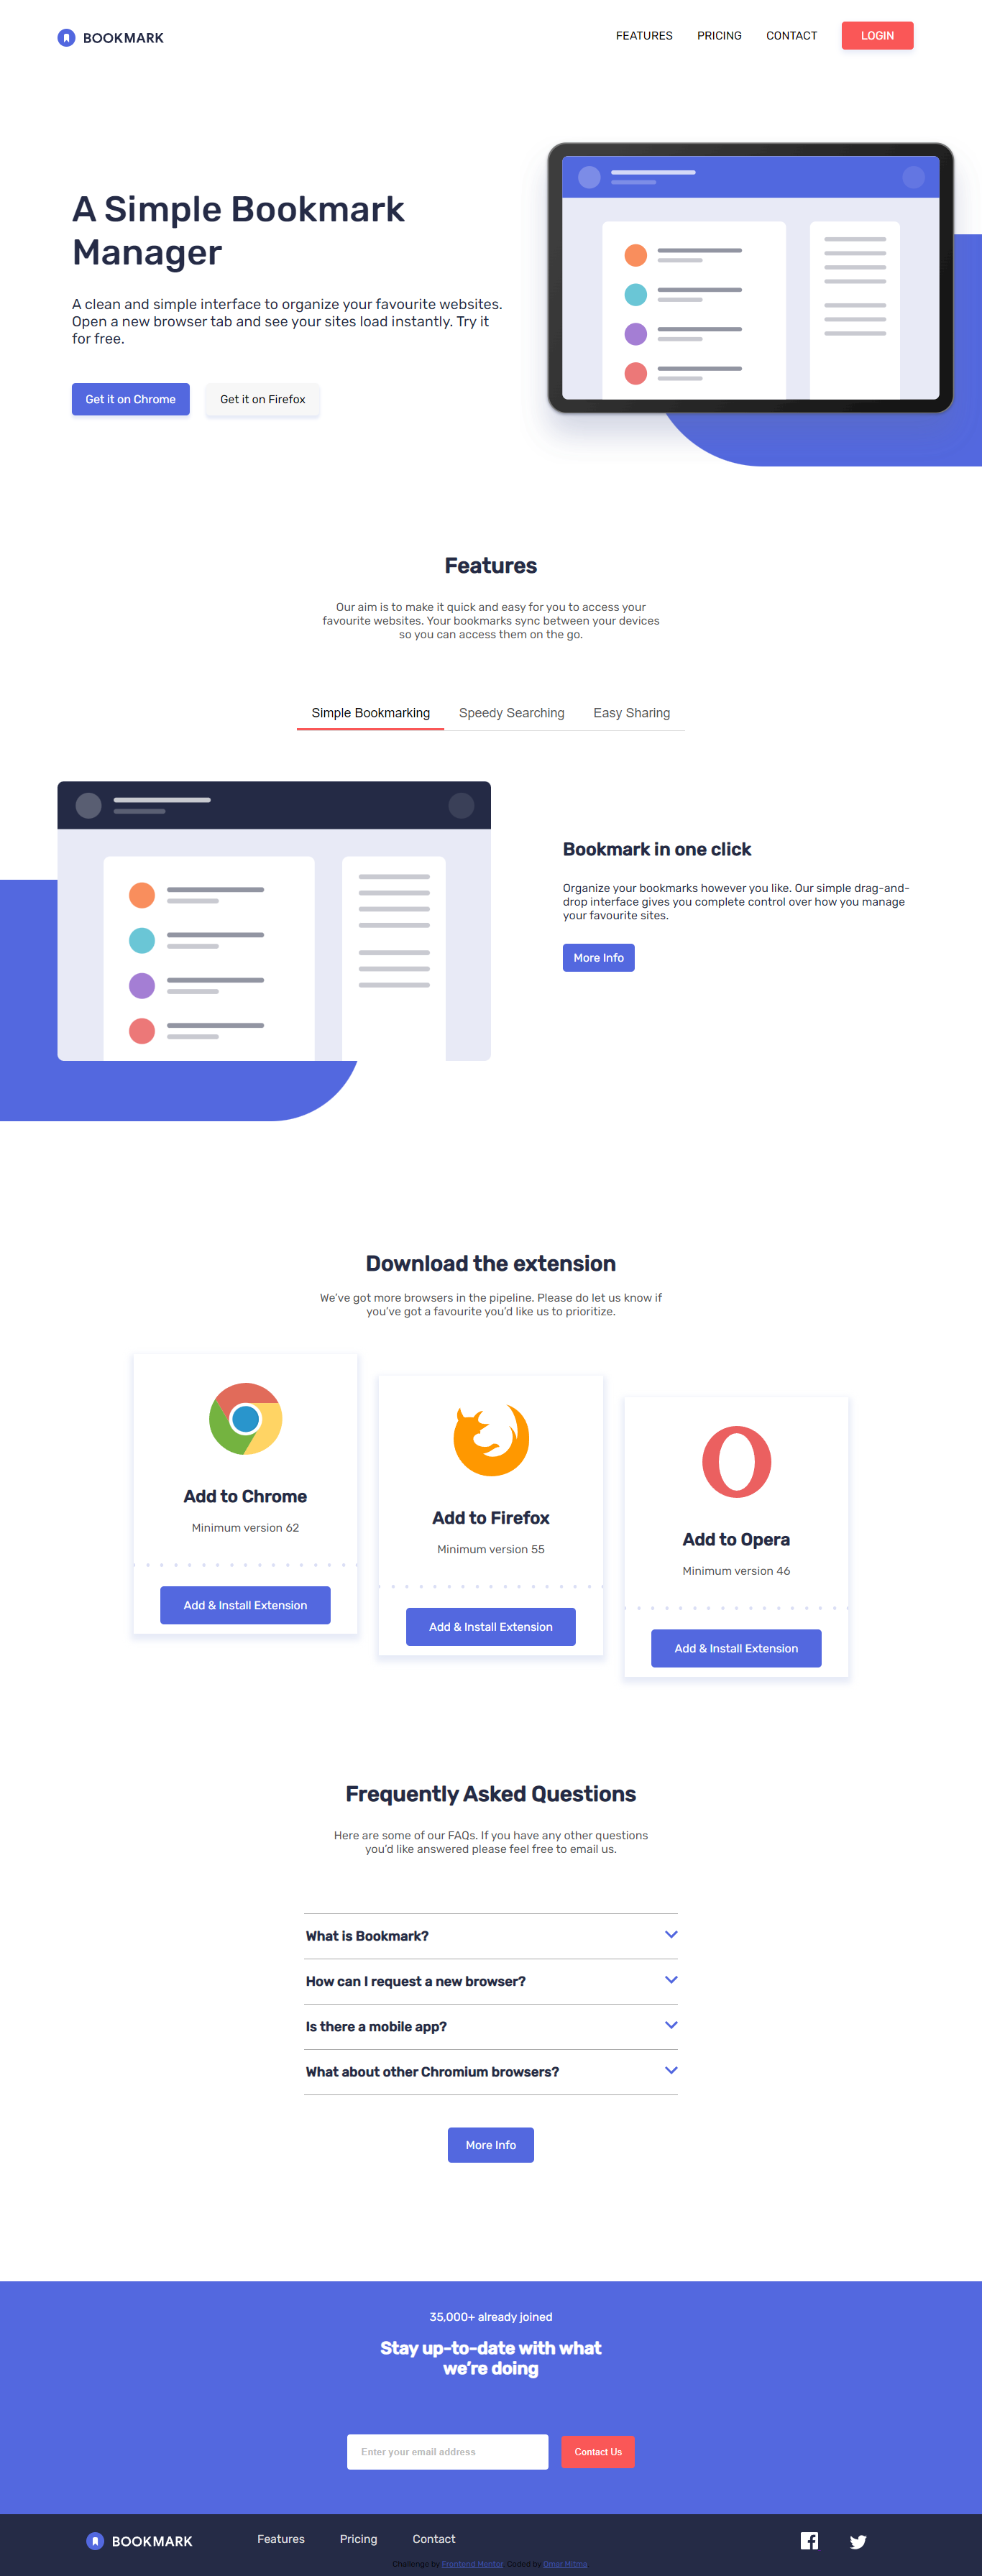 BOOKMARK
FEATURES PRICING CONTACT LOGIN
A Simple Bookmark
Manager
A clean and simple interface to organize your favourite websites.
Open a new browser tab and see your sites load instantly. Try it
for free.
Get it on Chrome Get it on Firefox
Features
Our aim is to make it quick and easy for you to access your
favourite websites. Your bookmarks sync between your devices
so you can access them on the go.
Simple Bookmarking Speedy Searching Easy Sharing
Bookmark in one click
Organize your bookmarks however you like. Our simple drag-and-
drop interface gives you complete control over how you manage
your favourite sites.
More Info
Download the extension
We’ve got more browsers in the pipeline. Please do let us know if
you’ve got a favourite you’d like us to prioritize.
Add to Chrome
Minimum version 62
Add & Install Extension
Add to Firefox
Minimum version 55
Add & Install Extension
Add to Opera
Minimum version 46
Add & Install Extension
Frequently Asked Questions
Here are some of our FAQs. If you have any other questions
you’d like answered please feel free to email us.
What is Bookmark?
How can I request a new browser?
Is there a mobile app?
What about other Chromium browsers?
More Info
35,000+ already joined
Stay up-to-date with what
we’re doing
Enter your email address Contact Us
BOOKMARK Features Pricing Contact
Challenge by Frontend Mentor. Coded by Omar Mitma